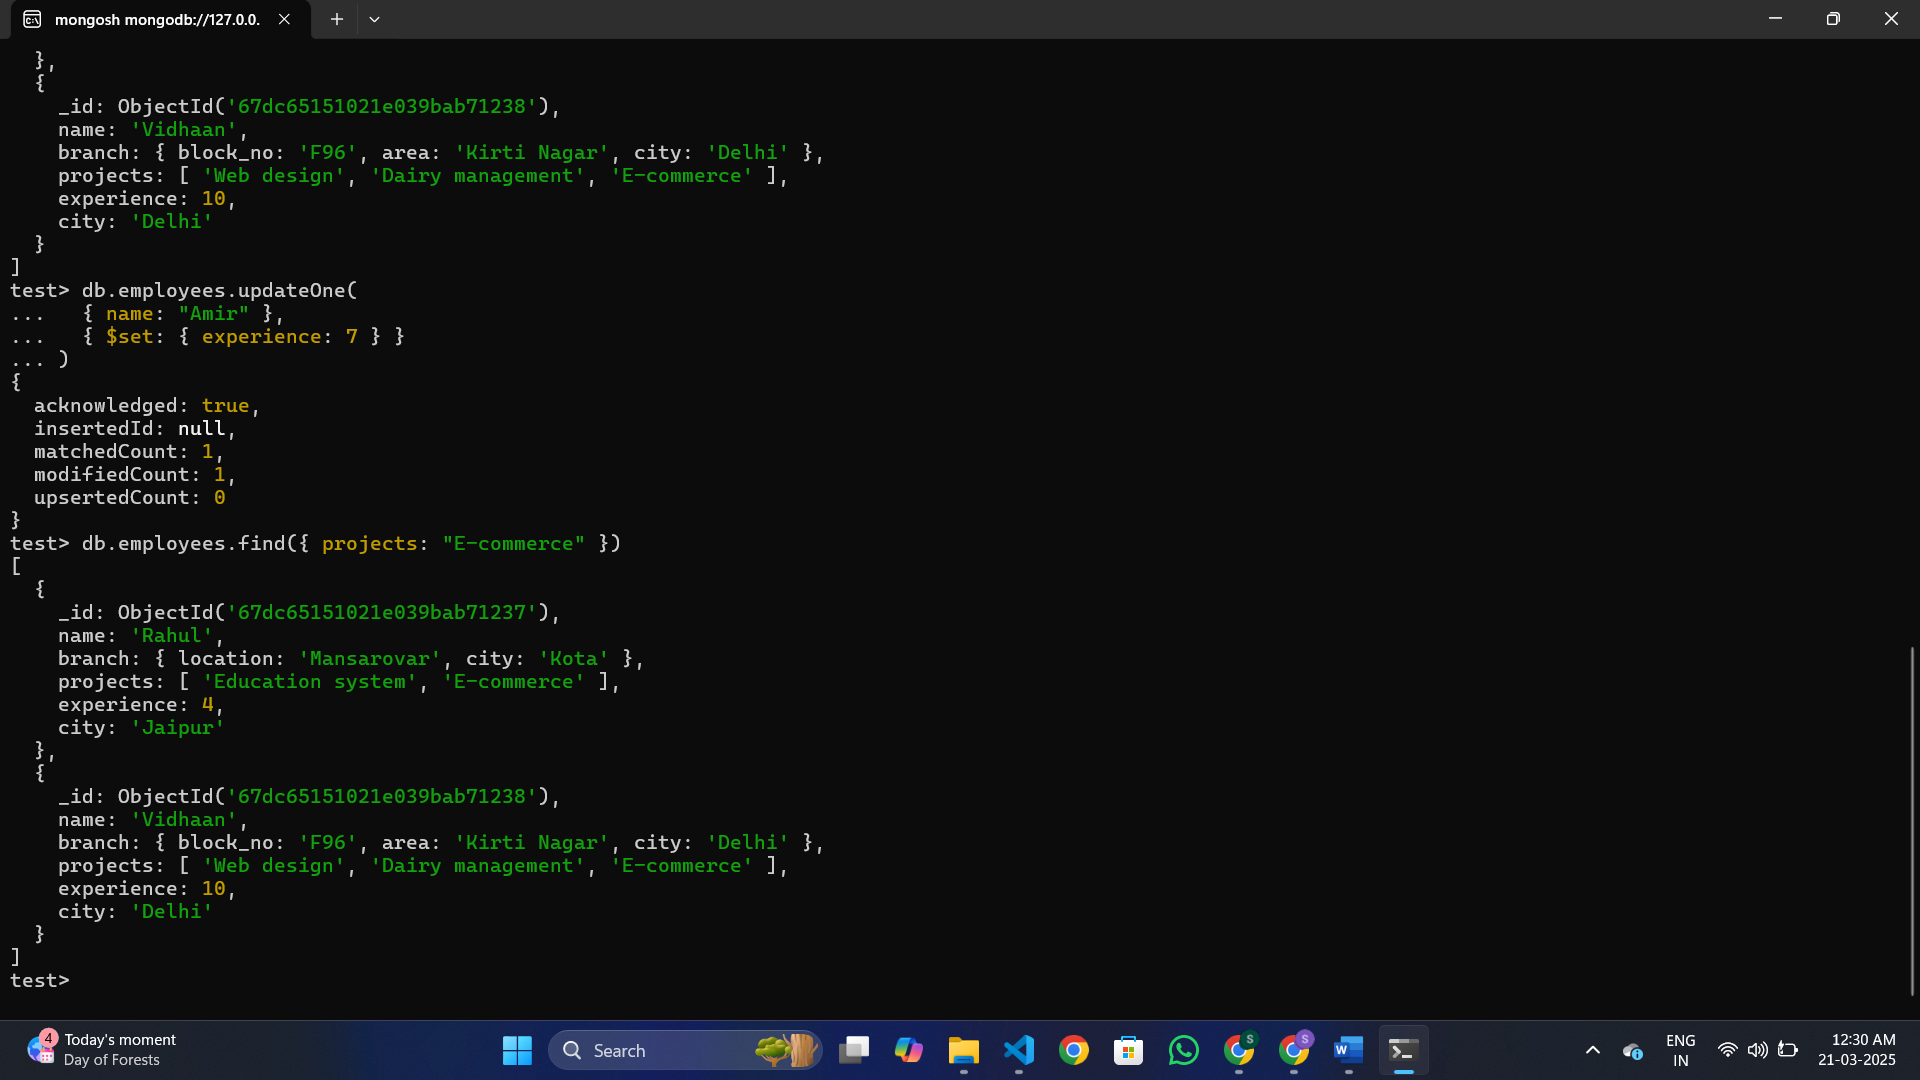 mongosh mongodb://127.0.0.
  },
  {
    _id: ObjectId('67dc65151021e039bab71238'),
    name: 'Vidhaan',
    branch: { block_no: 'F96', area: 'Kirti Nagar', city: 'Delhi' },
    projects: [ 'Web design', 'Dairy management', 'E-commerce' ],
    experience: 10,
    city: 'Delhi'
  }
]
test> db.employees.updateOne(
...   { name: "Amir" },
...   { $set: { experience: 7 } }
... )
{
  acknowledged: true,
  insertedId: null,
  matchedCount: 1,
  modifiedCount: 1,
  upsertedCount: 0
}
test> db.employees.find({ projects: "E-commerce" })
[
  {
    _id: ObjectId('67dc65151021e039bab71237'),
    name: 'Rahul',
    branch: { location: 'Mansarovar', city: 'Kota' },
    projects: [ 'Education system', 'E-commerce' ],
    experience: 4,
    city: 'Jaipur'
  },
  {
    _id: ObjectId('67dc65151021e039bab71238'),
    name: 'Vidhaan',
    branch: { block_no: 'F96', area: 'Kirti Nagar', city: 'Delhi' },
    projects: [ 'Web design', 'Dairy management', 'E-commerce' ],
    experience: 10,
    city: 'Delhi'
  }
]
test>
4
Today's moment
Day of Forests
Search
S
S
W
ENG
IN
12:30 AM
21-03-2025